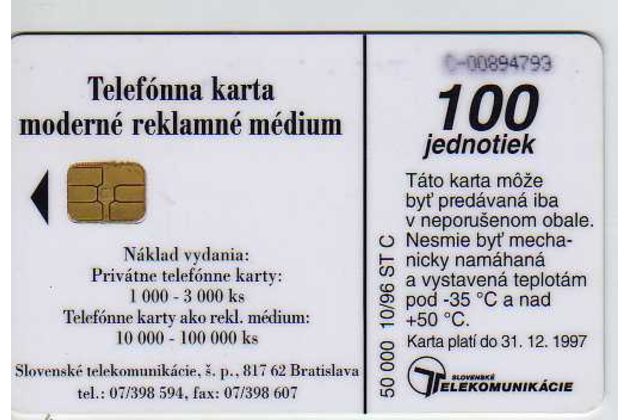 Telefónna karta
moderné reklamné médium
Náklad vydania:
Privátne telefónne karty:
1 000 - 3 000 ks
Telefónne karty ako rekl. médium:
10 000 - 100 000 ks
Slovenské telekomunikácie, š. p., 817 62 Bratislava
tel.: 07/398 594, fax: 07/398 607
50 000 10/96 ST C
C-00894793
100
jednotiek
Táto karta môže
byť predávaná iba
v neporušenom obale.
Nesmie byť mecha-
nicky namáhaná
a vystavená teplotám
pod -35 °C a nad
+50 °C.
Karta platí do 31. 12. 1997
SLOVENSKÉ
TELEKOMUNIKÁCIE